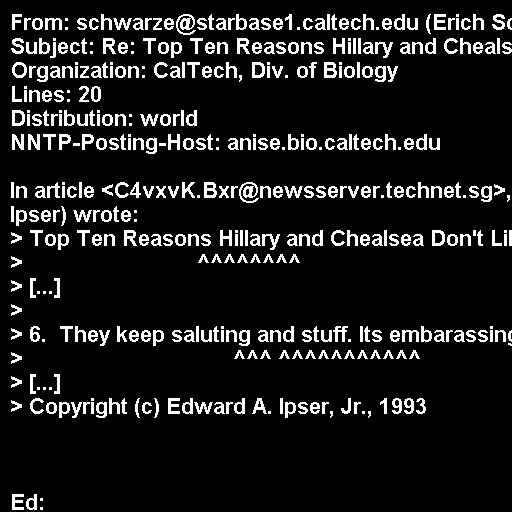 From: schwarze@starbase1.caltech.edu (Erich
Subject: Re: Top Ten Reasons Hillary and
Organization: CalTech, Div. of Biology
Lines: 20
Distribution: world
NNTP-Posting-Host: anise.bio.caltech.edu
In article <C4vxvK.Bxr@newsserver.technet.sg>,
Ipser) wrote:
> Top Ten Reasons Hillary and Chealsea Don't
> ^^^^^^^^
> [...]
>
> 6.  They keep saluting and stuff. Its embarassing
> ^^^ ^^^^^^^^^^^
> [...]
> Copyright (c) Edward A. Ipser, Jr., 1993
Ed: